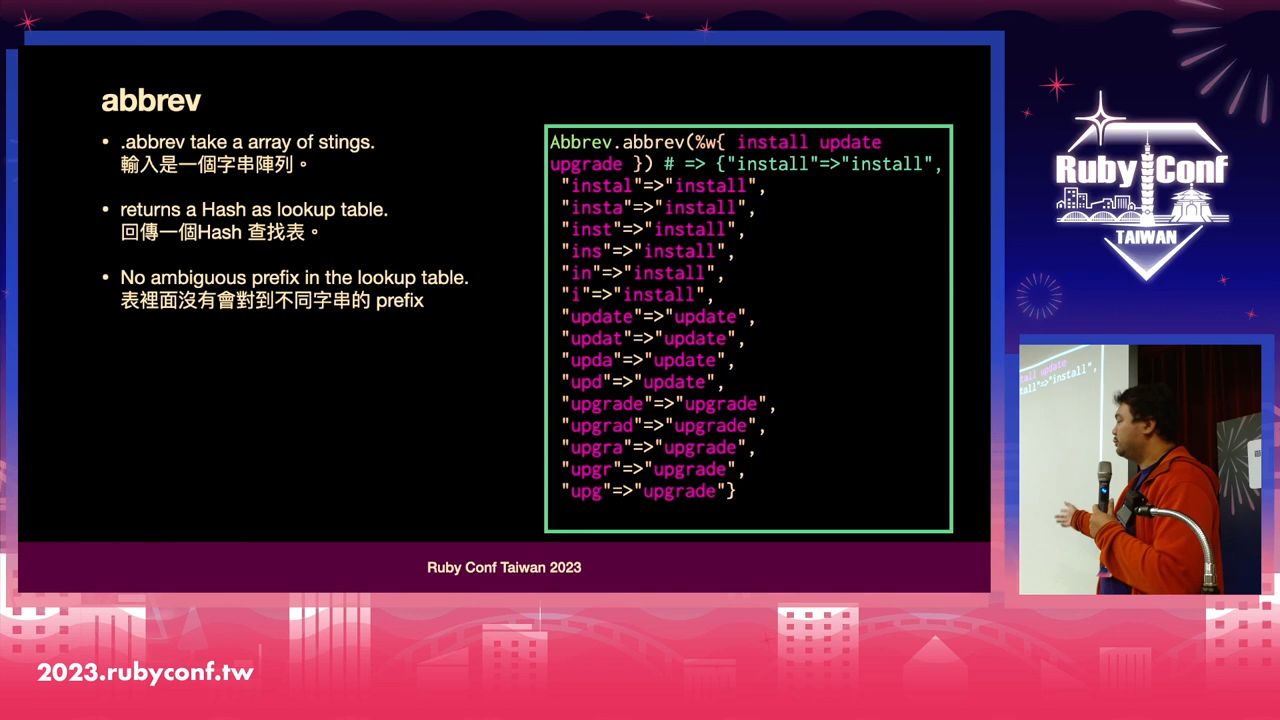 abbrev
• .abbrev take a array of stings.
輸入是一個字串陣列。
• returns a Hash as lookup table.
回傳一個Hash 查找表。
• No ambiguous prefix in the lookup table.
表裡面沒有會對到不同字串的 prefix
Abbrev.abbrev(%w{ install update
upgrade }) # => {"install"=>"install",
"instal"=>"install",
"insta"=>"install",
"inst"=>"install",
"ins"=>"install",
"in"=>"install",
"i"=>"install",
"update"=>"update",
"updat"=>"update",
"upda"=>"update",
"upd"=>"update",
"upgrade"=>"upgrade",
"upgrad"=>"upgrade",
"upgra"=>"upgrade",
"upgr"=>"upgrade",
"upg"=>"upgrade"}
Ruby Conf Taiwan 2023
Ruby Conf
TAIWAN
tall update
tall"=>"install",
2023.rubyconf.tw